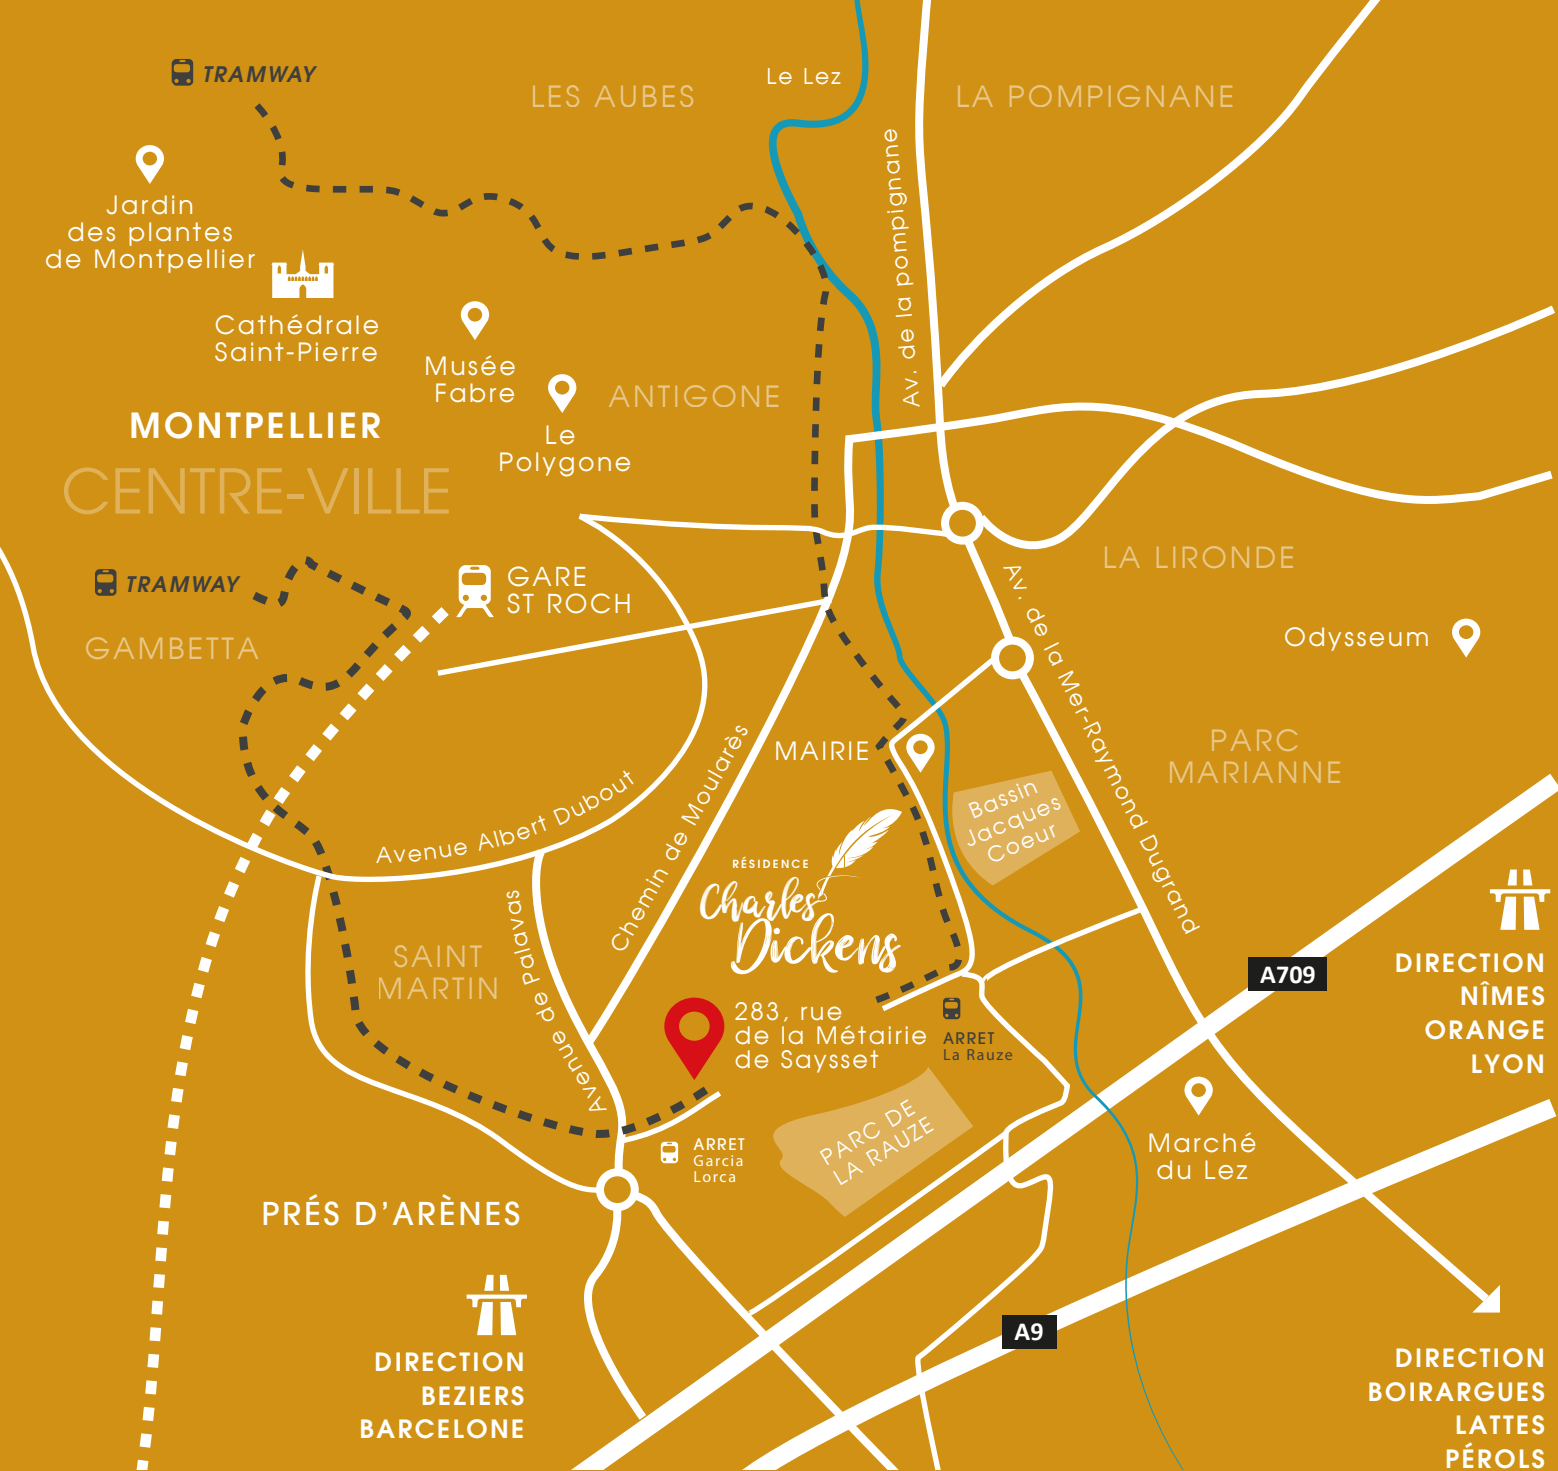 TRAMWAY
LES AUBES
Le Lez
LA POMPIGNANE
Av. de la pompignane
Jardin
des plantes
de Montpellier
Cathédrale
Saint-Pierre
Musée
Fabre
ANTIGONE
Le
Polygone
MONTPELLIER
CENTRE-VILLE
TRAMWAY
GAMBETTA
GARE
ST ROCH
LA LIRONDE
Av. de la Mer-Raymond Dugrand
Odysseum
PARC
MARIANNE
MAIRIE
Bassin
Jacques
Coeur
Avenue Albert Dubout
Chemin de Moularès
RÉSIDENCE
Charles
Dickens
Avenue de Palavas
SAINT
MARTIN
283, rue
de la Métairie
de Saysset
ARRET
La Rauze
A709
DIRECTION
NÎMES
ORANGE
LYON
PARC DE
LA RAUZE
ARRET
Garcia
Lorca
Marché
du Lez
PRÉS D’ARÈNES
DIRECTION
BEZIERS
BARCELONE
A9
DIRECTION
BOIRARGUES
LATTES
PÉROLS